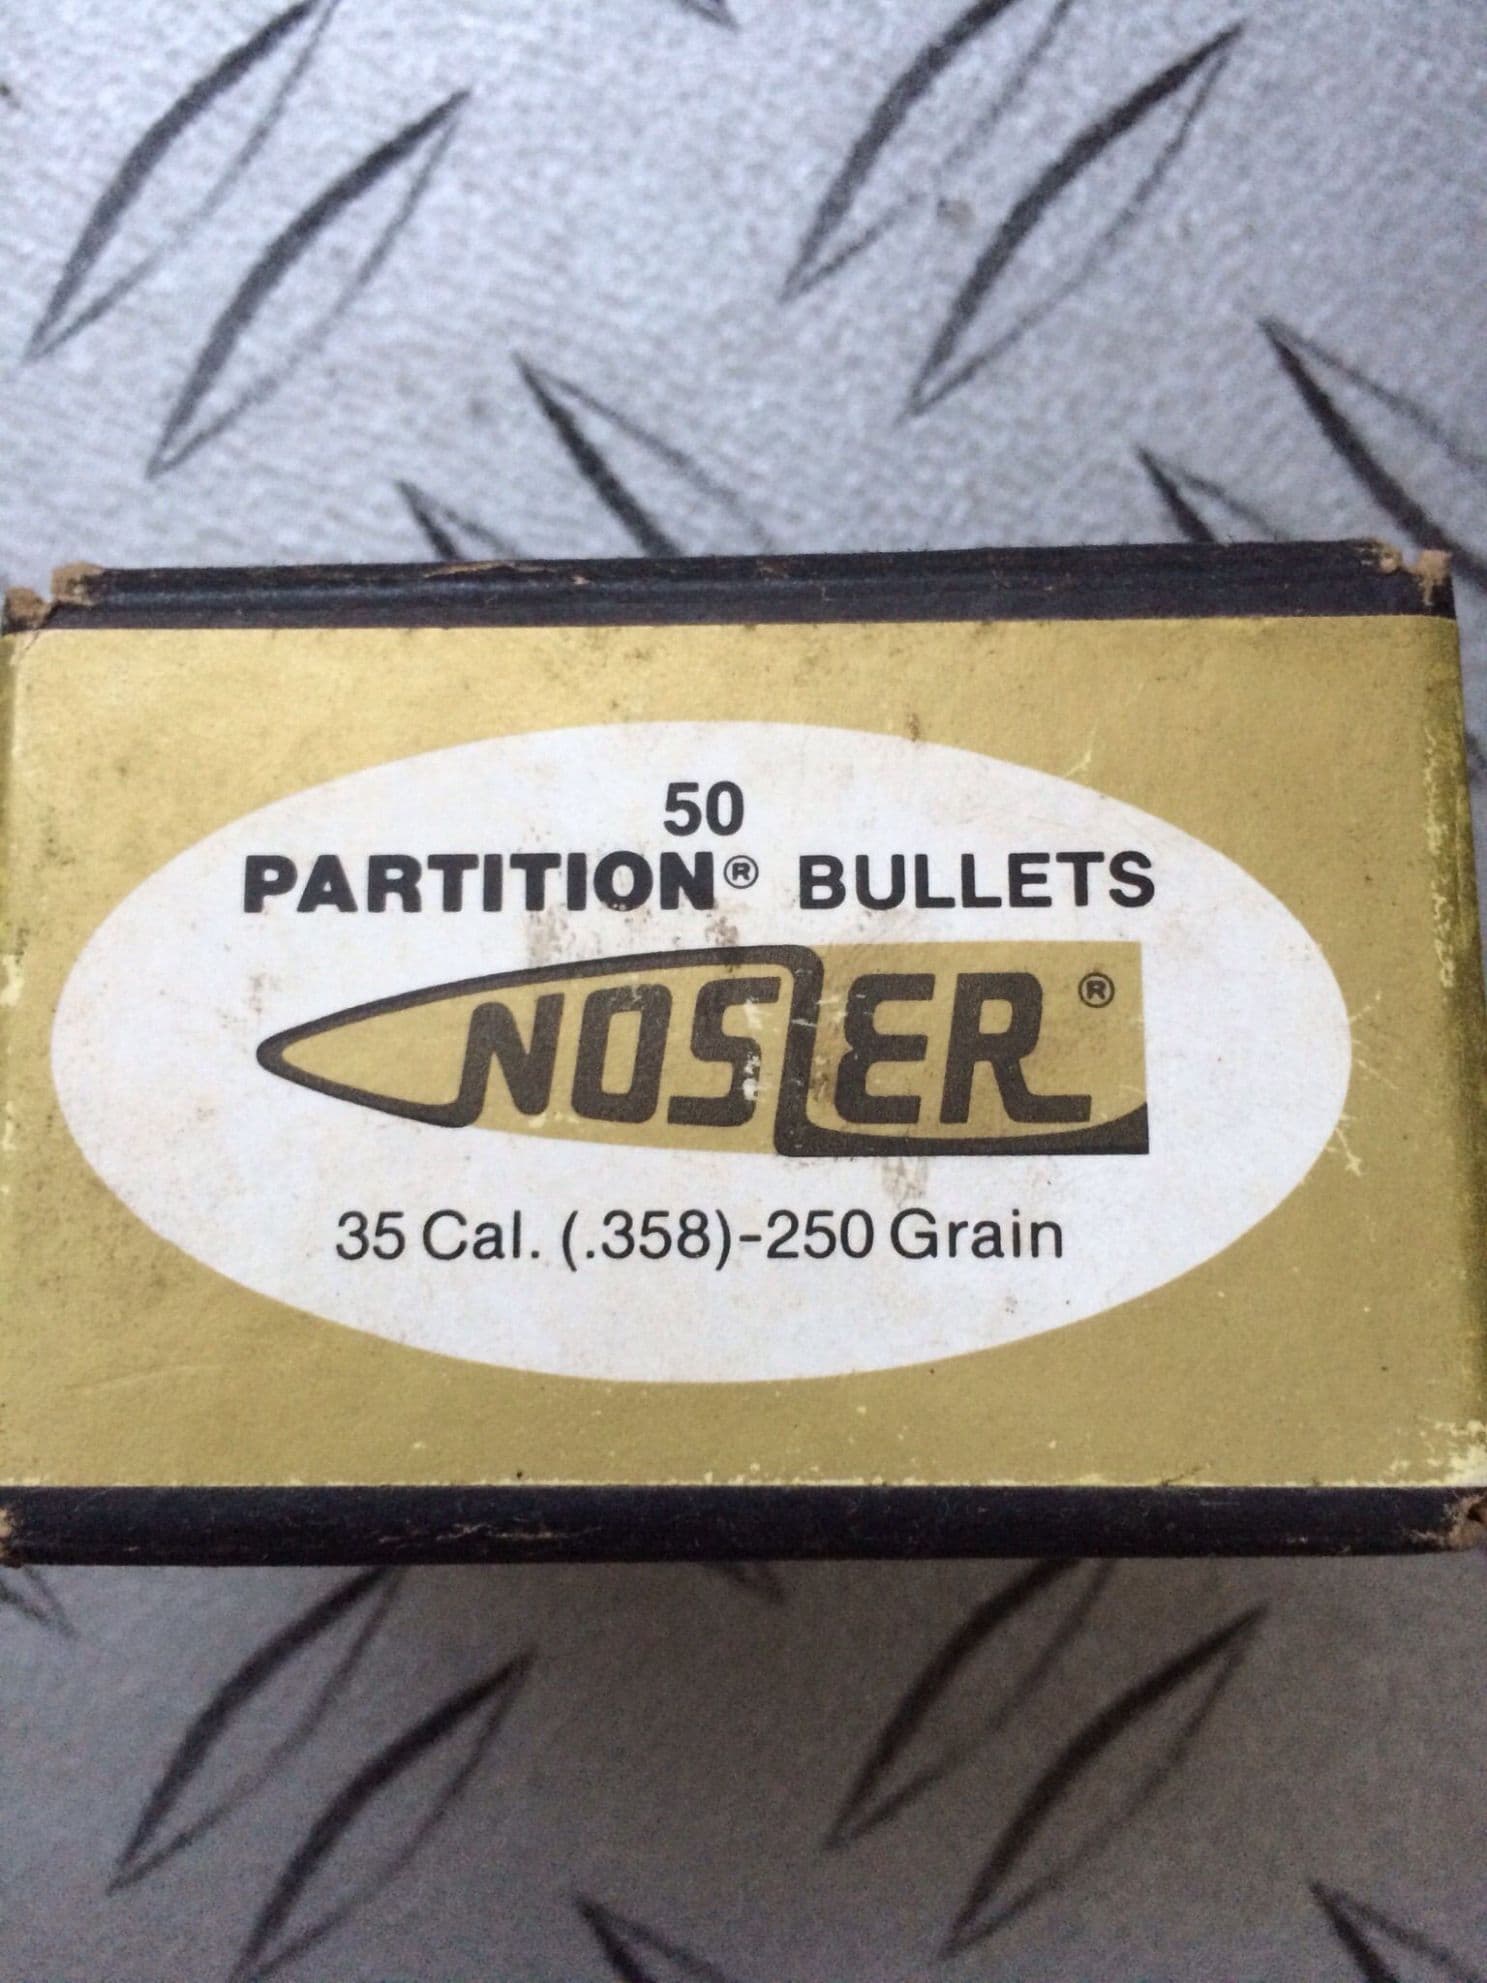 50
PARTITION® BULLETS
NOSLER®
35 Cal. (.358)-250 Grain